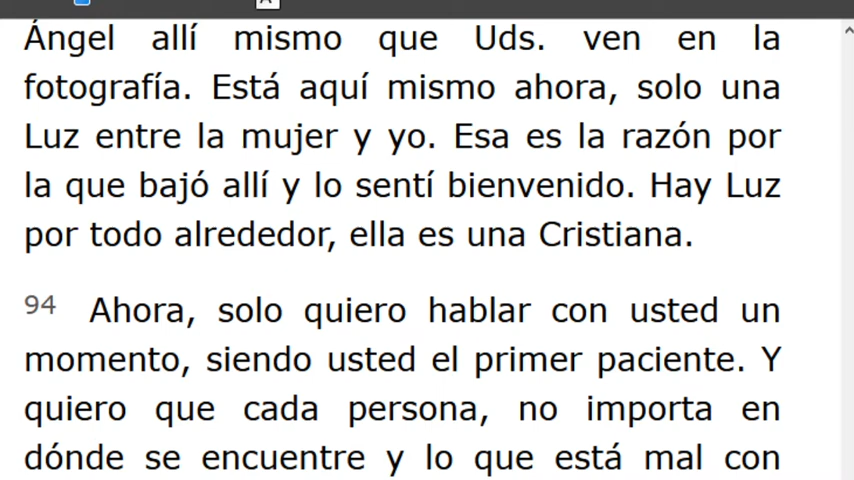 Ángel allí mismo que Uds. ven en la
fotografía. Está aquí mismo ahora, solo una
Luz entre la mujer y yo. Esa es la razón por
la que bajó allí y lo sentí bienvenido. Hay Luz
por todo alrededor, ella es una Cristiana.
94 Ahora, solo quiero hablar con usted un
momento, siendo usted el primer paciente. Y
quiero que cada persona, no importa en
dónde se encuentre y lo que está mal con